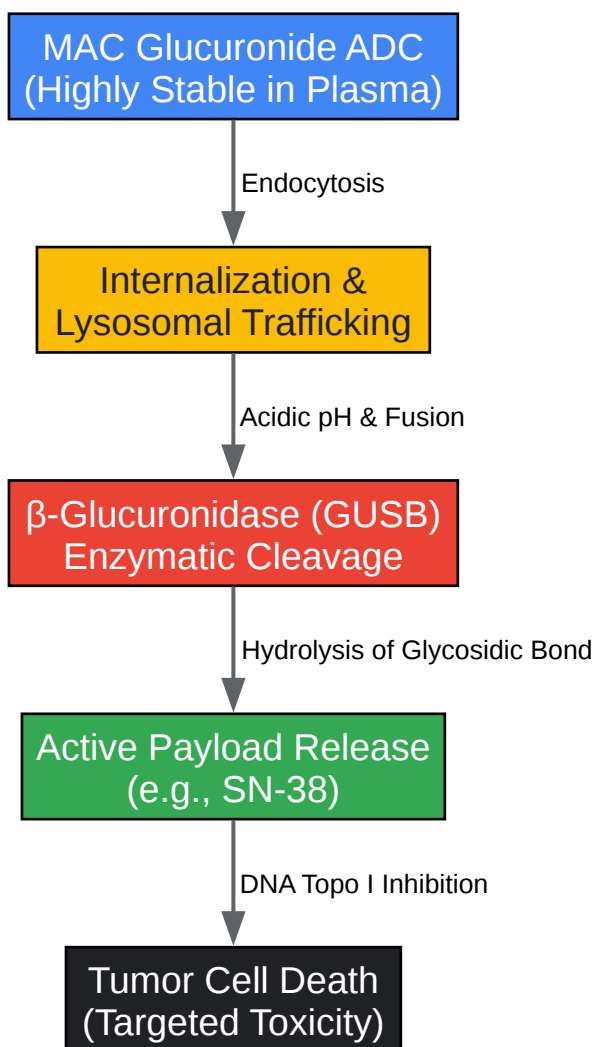 MAC Glucuronide ADC
(Highly Stable in Plasma)
Endocytosis
Internalization &
Lysosomal Trafficking
Acidic pH & Fusion
β-Glucuronidase (GUSB)
Enzymatic Cleavage
Hydrolysis of Glycosidic Bond
Active Payload Release
(e.g., SN-38)
DNA Topo I Inhibition
Tumor Cell Death
(Targeted Toxicity)